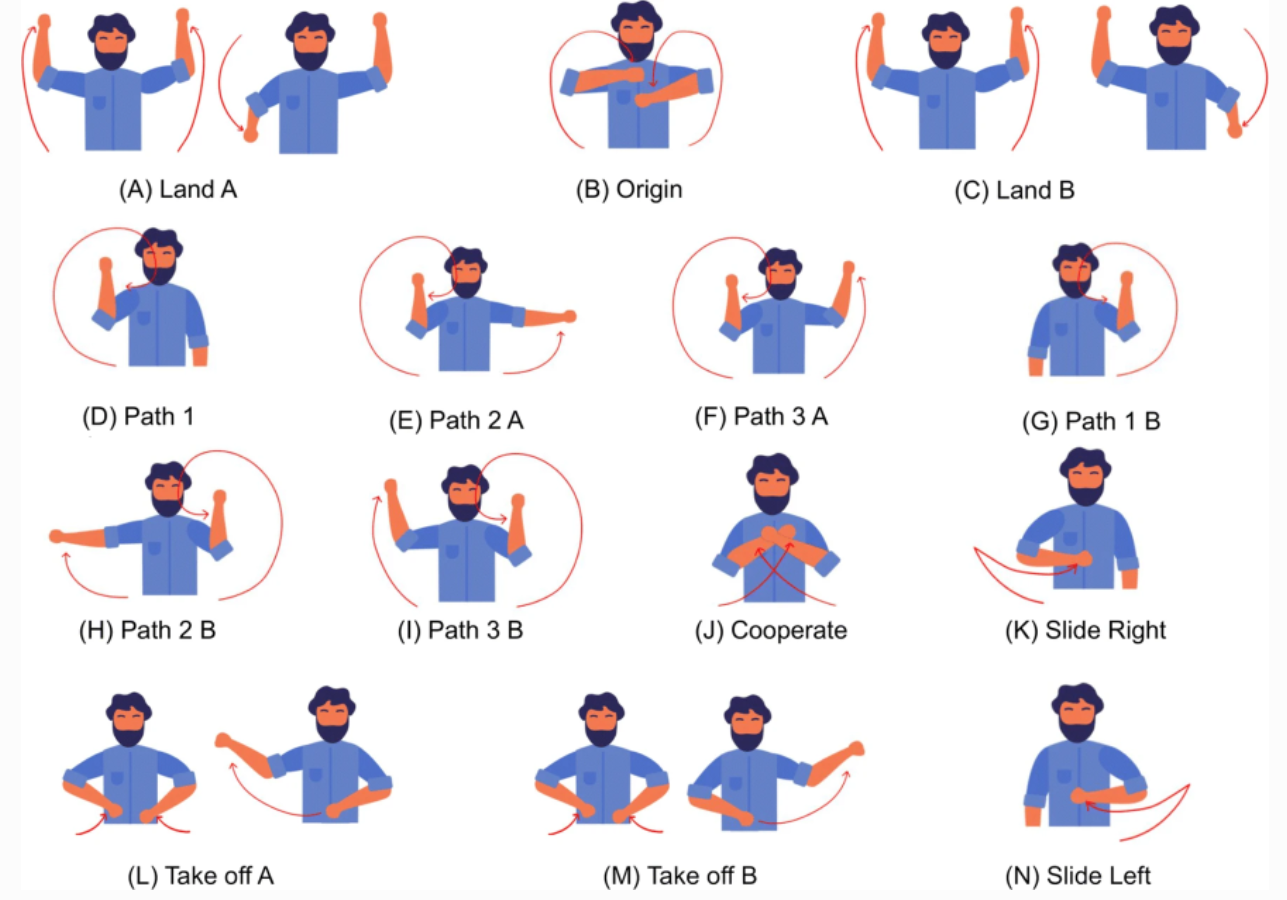 (A) Land A
(B) Origin
(C) Land B
(D) Path 1
(E) Path 2 A
(F) Path 3 A
(G) Path 1 B
(H) Path 2 B
(I) Path 3 B
(J) Cooperate
(K) Slide Right
(L) Take off A
(M) Take off B
(N) Slide Left